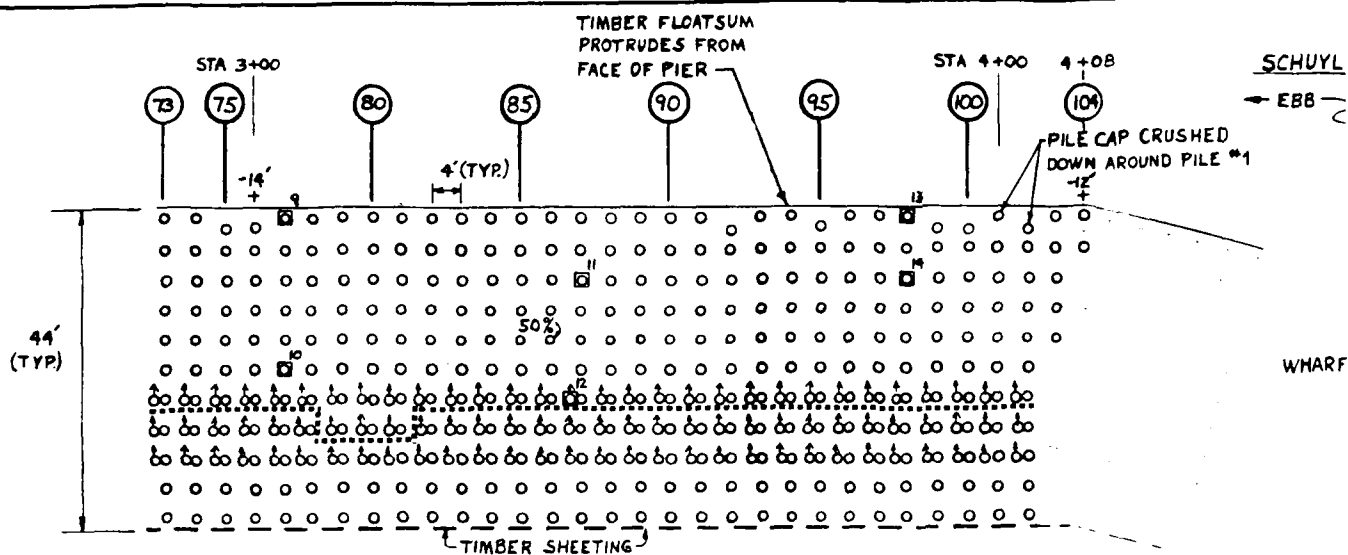 TIMBER FLOATSUM
PROTRUDES FROM
FACE OF PIER
STA 3+00
STA 4+00
4+08
SCHUYL
EBB
73
75
80
85
90
95
100
104
PILE CAP CRUSHED
DOWN AROUND PILE #1
-14'
9
4' (TYP.)
13
-12'
11
14
44'
(TYP.)
50%
10
12
WHARF
TIMBER SHEETING